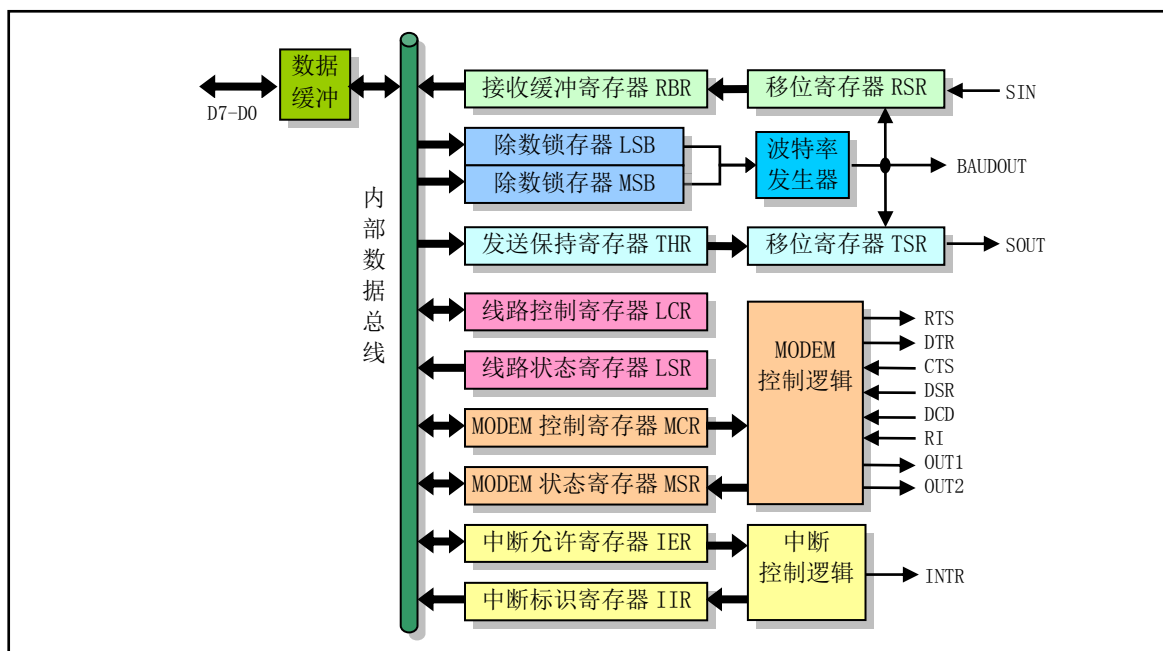 数据
缓冲
D7-D0
内部数据总线
接收缓冲寄存器 RBR
移位寄存器 RSR
SIN
除数锁存器 LSB
除数锁存器 MSB
波特率
发生器
BAUDOUT
发送保持寄存器 THR
移位寄存器 TSR
SOUT
线路控制寄存器 LCR
线路状态寄存器 LSR
MODEM 控制寄存器 MCR
MODEM 状态寄存器 MSR
MODEM
控制逻辑
RTS
DTR
CTS
DSR
DCD
RI
OUT1
OUT2
中断允许寄存器 IER
中断标识寄存器 IIR
中断
控制逻辑
INTR